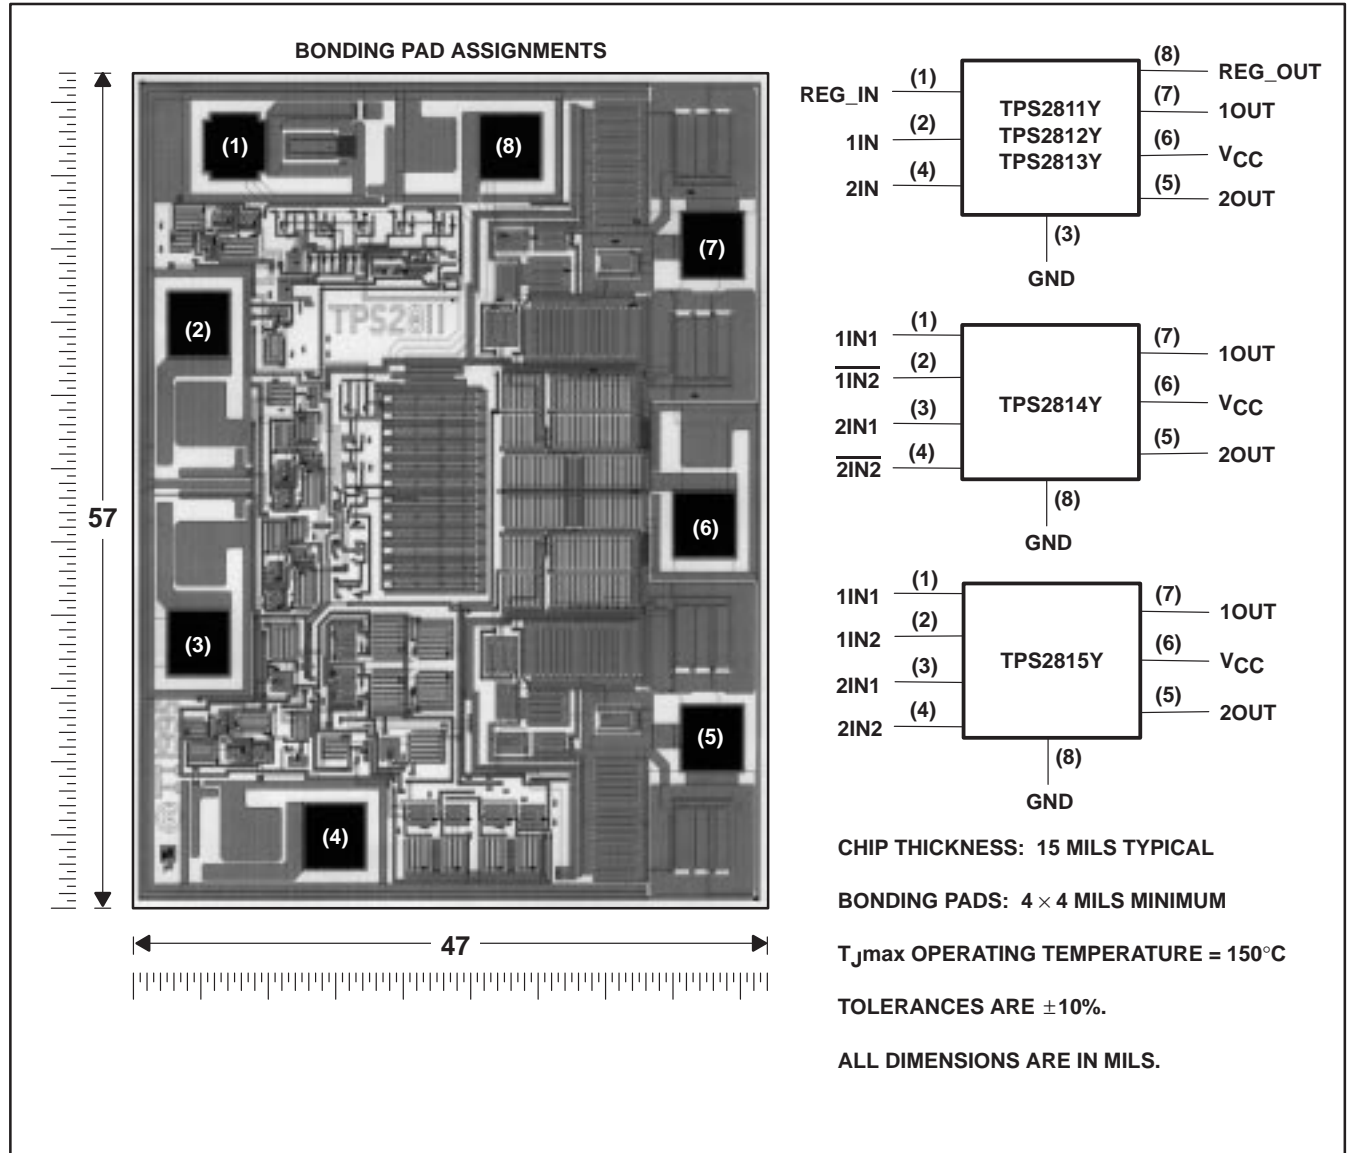 BONDING PAD ASSIGNMENTS
(1)
(8)
(7)
(2)
TPS2811
(6)
(3)
(5)
(4)
57
47
REG_IN
(1)
1IN
(2)
2IN
(4)
TPS2811Y
TPS2812Y
TPS2813Y
(8)
REG_OUT
(7)
1OUT
(6)
VCC
(5)
2OUT
(3)
GND
1IN1
(1)
1IN2
(2)
2IN1
(3)
2IN2
(4)
TPS2814Y
(7)
1OUT
(6)
VCC
(5)
2OUT
(8)
GND
1IN1
(1)
1IN2
(2)
2IN1
(3)
2IN2
(4)
TPS2815Y
(7)
1OUT
(6)
VCC
(5)
2OUT
(8)
GND
CHIP THICKNESS: 15 MILS TYPICAL
BONDING PADS: 4 × 4 MILS MINIMUM
TJmax OPERATING TEMPERATURE = 150°C
TOLERANCES ARE ±10%.
ALL DIMENSIONS ARE IN MILS.